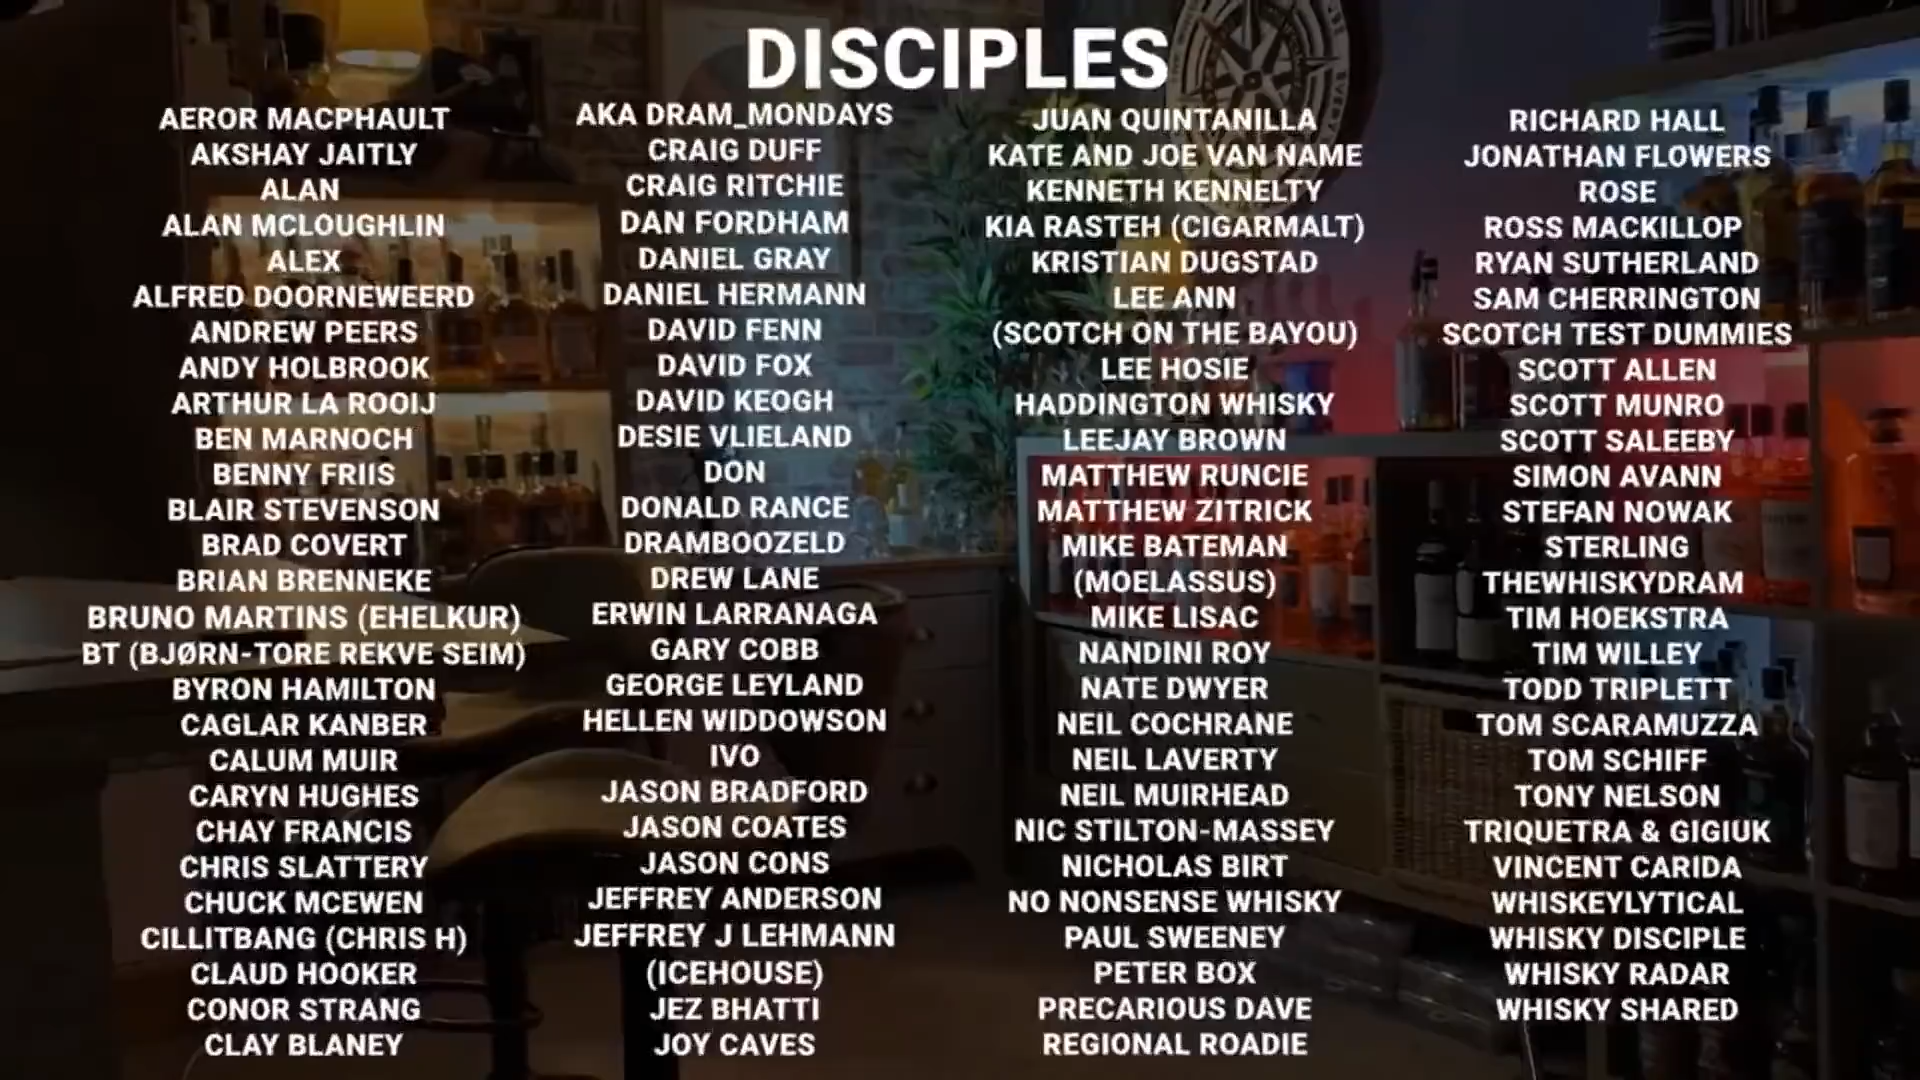 DISCIPLES
AEROR MACPHAULT
AKSHAY JAITLY
ALAN
ALAN MCLOUGHLIN
ALEX
ALFRED DOORNEWEERD
ANDREW PEERS
ANDY HOLBROOK
ARTHUR LA ROOIJ
BEN MARNOCH
BENNY FRIIS
BLAIR STEVENSON
BRAD COVERT
BRIAN BRENNEKE
BRUNO MARTINS (EHELKUR)
BT (BJØRN-TORE REKVE SEIM)
BYRON HAMILTON
CAGLAR KANBER
CALUM MUIR
CARYN HUGHES
CHAY FRANCIS
CHRIS SLATTERY
CHUCK MCEWEN
CILLITBANG (CHRIS H)
CLAUD HOOKER
CONOR STRANG
CLAY BLANEY
AKA DRAM_MONDAYS
CRAIG DUFF
CRAIG RITCHIE
DAN FORDHAM
DANIEL GRAY
DANIEL HERMANN
DAVID FENN
DAVID FOX
DAVID KEOGH
DESIE VLIELAND
DON
DONALD RANCE
DRAMBOOZELD
DREW LANE
ERWIN LARRANAGA
GARY COBB
GEORGE LEYLAND
HELLEN WIDDOWSON
IVO
JASON BRADFORD
JASON COATES
JASON CONS
JEFFREY ANDERSON
JEFFREY J LEHMANN
(ICEHOUSE)
JEZ BHATTI
JOY CAVES
JUAN QUINTANILLA
KATE AND JOE VAN NAME
KENNETH KENNELTY
KIA RASTEH (CIGARMALT)
KRISTIAN DUGSTAD
LEE ANN
(SCOTCH ON THE BAYOU)
LEE HOSIE
HADDINGTON WHISKY
LEEJAY BROWN
MATTHEW RUNCIE
MATTHEW ZITRICK
MIKE BATEMAN
(MOELASSUS)
MIKE LISAC
NANDINI ROY
NATE DWYER
NEIL COCHRANE
NEIL LAVERTY
NEIL MUIRHEAD
NIC STILTON-MASSEY
NICHOLAS BIRT
NO NONSENSE WHISKY
PAUL SWEENEY
PETER BOX
PRECARIOUS DAVE
REGIONAL ROADIE
RICHARD HALL
JONATHAN FLOWERS
ROSE
ROSS MACKILLOP
RYAN SUTHERLAND
SAM CHERRINGTON
SCOTCH TEST DUMMIES
SCOTT ALLEN
SCOTT MUNRO
SCOTT SALEEBY
SIMON AVANN
STEFAN NOWAK
STERLING
THEWHISKYDRAM
TIM HOEKSTRA
TIM WILLEY
TODD TRIPLETT
TOM SCARAMUZZA
TOM SCHIFF
TONY NELSON
TRIQUETRA & GIGIUK
VINCENT CARIDA
WHISKEYLYTICAL
WHISKY DISCIPLE
WHISKY RADAR
WHISKY SHARED